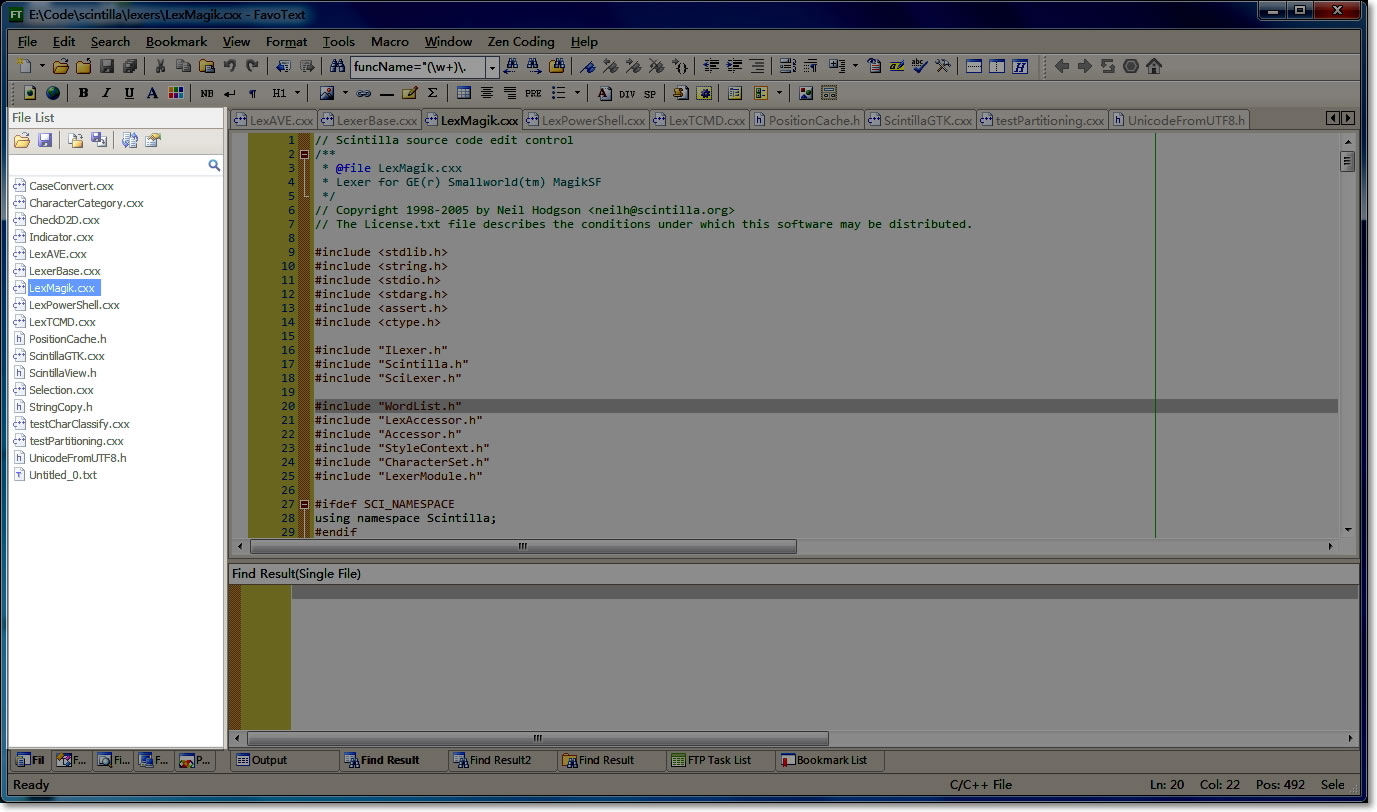 FT E:\Code\scintilla\lexers\LexMagik.cxx - FavoText
File Edit Search Bookmark View Format Tools Macro Window Zen Coding Help
funcName="(\w+)\.
B I U A NB ¶ H1 Σ PRE A DIV SP
File List
LexAVE.cxx LexerBase.cxx LexMagik.cxx LexPowerShell.cxx LexTCMD.cxx PositionCache.h ScintillaGTK.cxx testPartitioning.cxx UnicodeFromUTF8.h
CaseConvert.cxx
CharacterCategory.cxx
CheckD2D.cxx
Indicator.cxx
LexAVE.cxx
LexerBase.cxx
LexMagik.cxx
LexPowerShell.cxx
LexTCMD.cxx
PositionCache.h
ScintillaGTK.cxx
ScintillaView.h
Selection.cxx
StringCopy.h
testCharClassify.cxx
testPartitioning.cxx
UnicodeFromUTF8.h
Untitled_0.txt
1 // Scintilla source code edit control
2 /**
3  * @file LexMagik.cxx
4  * Lexer for GE(r) Smallworld(tm) MagikSF
5  */
6 // Copyright 1998-2005 by Neil Hodgson <neilh@scintilla.org>
7 // The License.txt file describes the conditions under which this software may be distributed.
8
9 #include <stdlib.h>
10 #include <string.h>
11 #include <stdio.h>
12 #include <stdarg.h>
13 #include <assert.h>
14 #include <ctype.h>
15
16 #include "ILexer.h"
17 #include "Scintilla.h"
18 #include "SciLexer.h"
19
20 #include "WordList.h"
21 #include "LexAccessor.h"
22 #include "Accessor.h"
23 #include "StyleContext.h"
24 #include "CharacterSet.h"
25 #include "LexerModule.h"
26
27 #ifdef SCI_NAMESPACE
28 using namespace Scintilla;
29 #endif
Find Result(Single File)
Fil F... Fi... F... P...
Output Find Result Find Result2 Find Result FTP Task List Bookmark List
Ready C/C++ File Ln: 20 Col: 22 Pos: 492 Sele